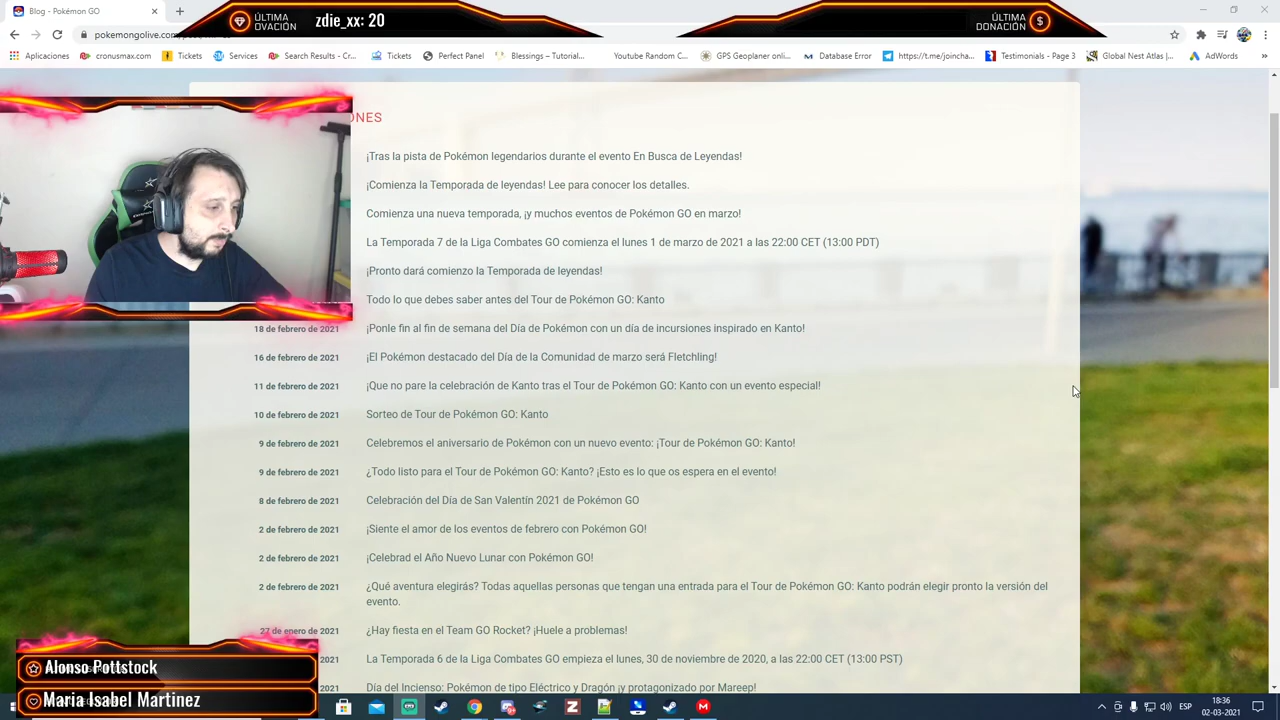 Blog - Pokémon GO
ÚLTIMA
OVACIÓN
zdie_xx: 20
ÚLTIMA
DONACIÓN
pokemongolive.com
Aplicaciones
cronusmax.com
Tickets
Services
Search Results - Cr...
Tickets
Perfect Panel
Blessings – Tutorial...
Youtube Random C...
GPS Geoplaner onli...
Database Error
https://t.me/joincha...
Testimonials - Page 3
Global Nest Atlas |...
AdWords
ONES
¡Tras la pista de Pokémon legendarios durante el evento En Busca de Leyendas!
¡Comienza la Temporada de leyendas! Lee para conocer los detalles.
Comienza una nueva temporada, ¡y muchos eventos de Pokémon GO en marzo!
La Temporada 7 de la Liga Combates GO comienza el lunes 1 de marzo de 2021 a las 22:00 CET (13:00 PDT)
¡Pronto dará comienzo la Temporada de leyendas!
Todo lo que debes saber antes del Tour de Pokémon GO: Kanto
18 de febrero de 2021 ¡Ponle fin al fin de semana del Día de Pokémon con un día de incursiones inspirado en Kanto!
16 de febrero de 2021 ¡El Pokémon destacado del Día de la Comunidad de marzo será Fletchling!
11 de febrero de 2021 ¡Que no pare la celebración de Kanto tras el Tour de Pokémon GO: Kanto con un evento especial!
10 de febrero de 2021 Sorteo de Tour de Pokémon GO: Kanto
9 de febrero de 2021 Celebremos el aniversario de Pokémon con un nuevo evento: ¡Tour de Pokémon GO: Kanto!
9 de febrero de 2021 ¿Todo listo para el Tour de Pokémon GO: Kanto? ¡Esto es lo que os espera en el evento!
8 de febrero de 2021 Celebración del Día de San Valentín 2021 de Pokémon GO
2 de febrero de 2021 ¡Siente el amor de los eventos de febrero con Pokémon GO!
2 de febrero de 2021 ¡Celebrad el Año Nuevo Lunar con Pokémon GO!
2 de febrero de 2021 ¿Qué aventura elegirás? Todas aquellas personas que tengan una entrada para el Tour de Pokémon GO: Kanto podrán elegir pronto la versión del
evento.
27 de enero de 2021 ¿Hay fiesta en el Team GO Rocket? ¡Huele a problemas!
2021 La Temporada 6 de la Liga Combates GO empieza el lunes, 30 de noviembre de 2020, a las 22:00 CET (13:00 PST)
Día del Incienso: Pokémon de tipo Eléctrico y Dragón ¡y protagonizado por Mareep!
Alonso Pottstock
Maria Isabel Martinez
ESP
18:36
02-03-2021